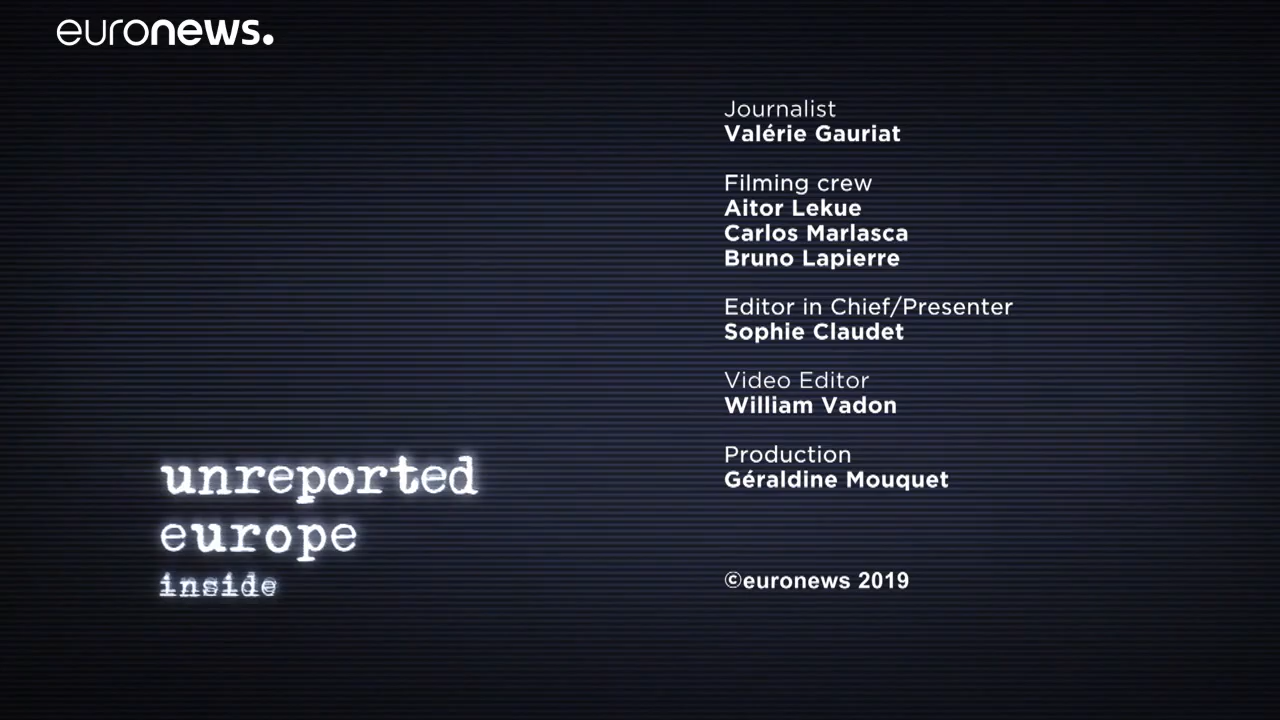 euronews.
Journalist
Valérie Gauriat
Filming crew
Aitor Lekue
Carlos Marlasca
Bruno Lapierre
Editor in Chief/Presenter
Sophie Claudet
Video Editor
William Vadon
Production
Géraldine Mouquet
unreported
europe
inside
©euronews 2019